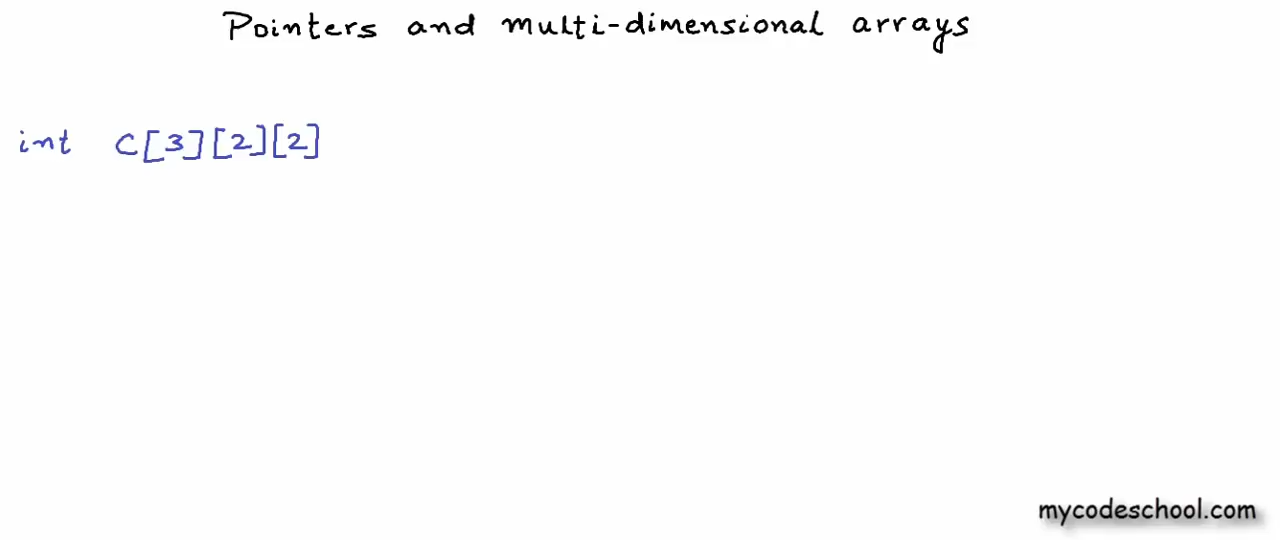 Pointers and multi-dimensional arrays
int C[3][2][2]
mycodeschool.com